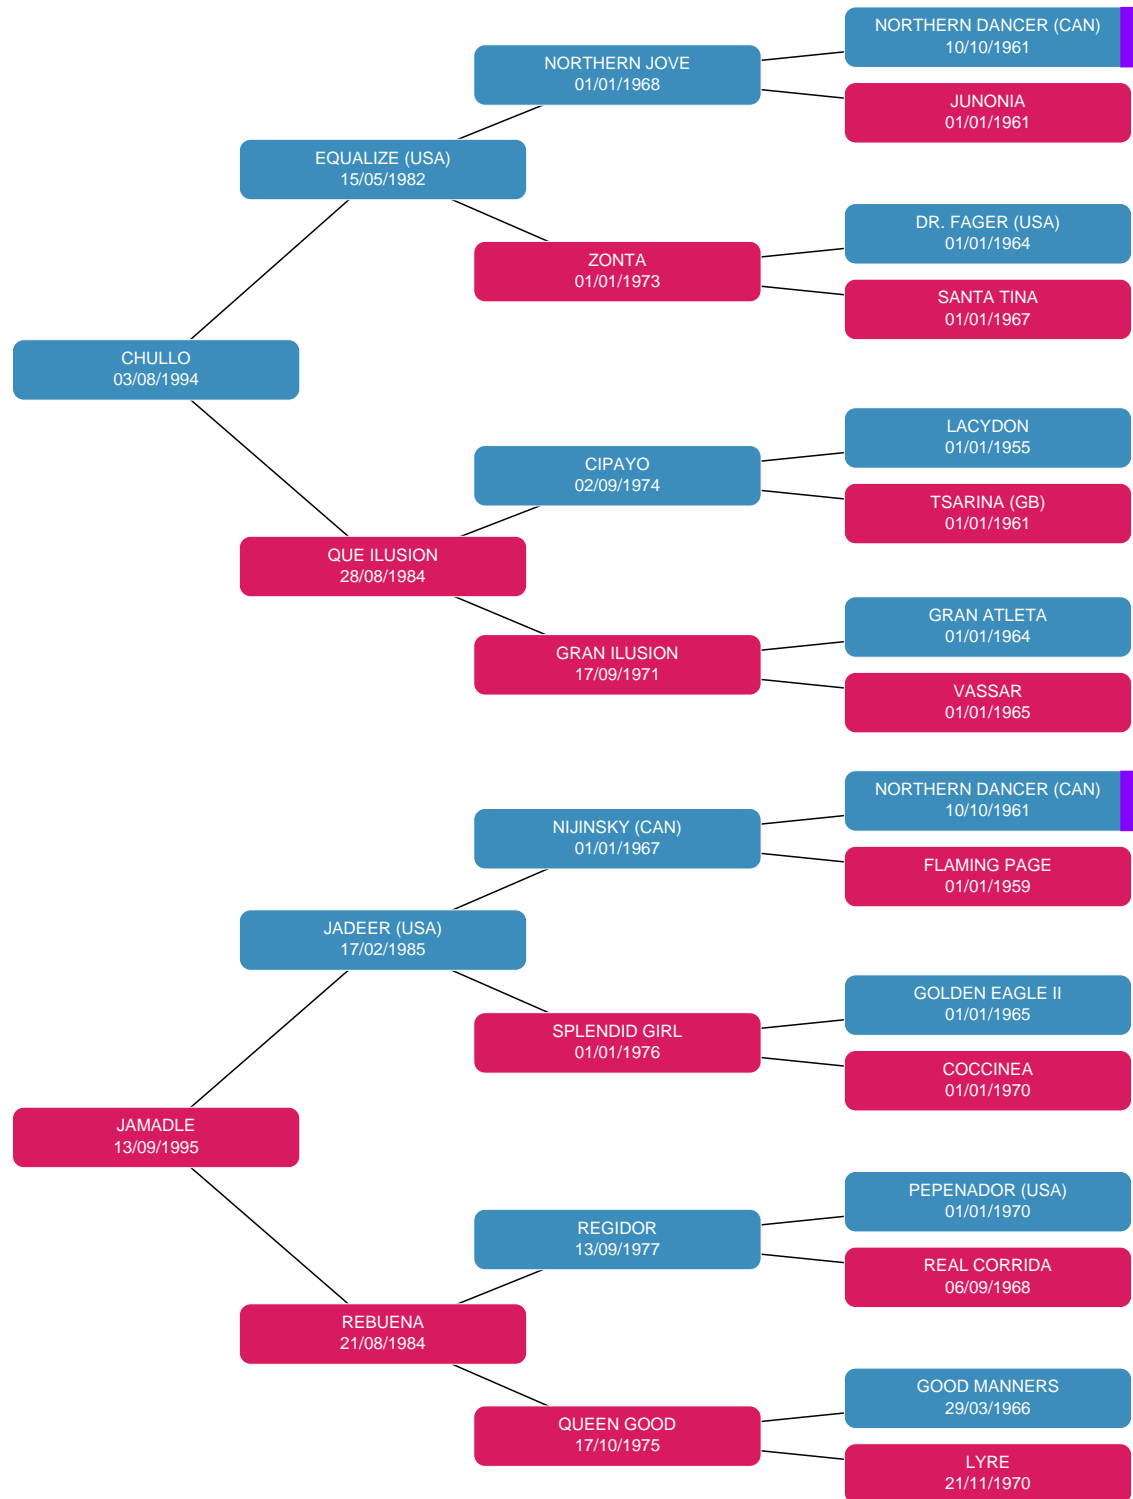 NORTHERN DANCER (CAN)
10/10/1961
NORTHERN JOVE
01/01/1968
JUNONIA
01/01/1961
EQUALIZE (USA)
15/05/1982
DR. FAGER (USA)
01/01/1964
ZONTA
01/01/1973
SANTA TINA
01/01/1967
CHULLO
03/08/1994
LACYDON
01/01/1955
CIPAYO
02/09/1974
TSARINA (GB)
01/01/1961
QUE ILUSION
28/08/1984
GRAN ATLETA
01/01/1964
GRAN ILUSION
17/09/1971
VASSAR
01/01/1965
NORTHERN DANCER (CAN)
10/10/1961
NIJINSKY (CAN)
01/01/1967
FLAMING PAGE
01/01/1959
JADEER (USA)
17/02/1985
GOLDEN EAGLE II
01/01/1965
SPLENDID GIRL
01/01/1976
COCCINEA
01/01/1970
JAMADLE
13/09/1995
PEPENADOR (USA)
01/01/1970
REGIDOR
13/09/1977
REAL CORRIDA
06/09/1968
REBUENA
21/08/1984
GOOD MANNERS
29/03/1966
QUEEN GOOD
17/10/1975
LYRE
21/11/1970